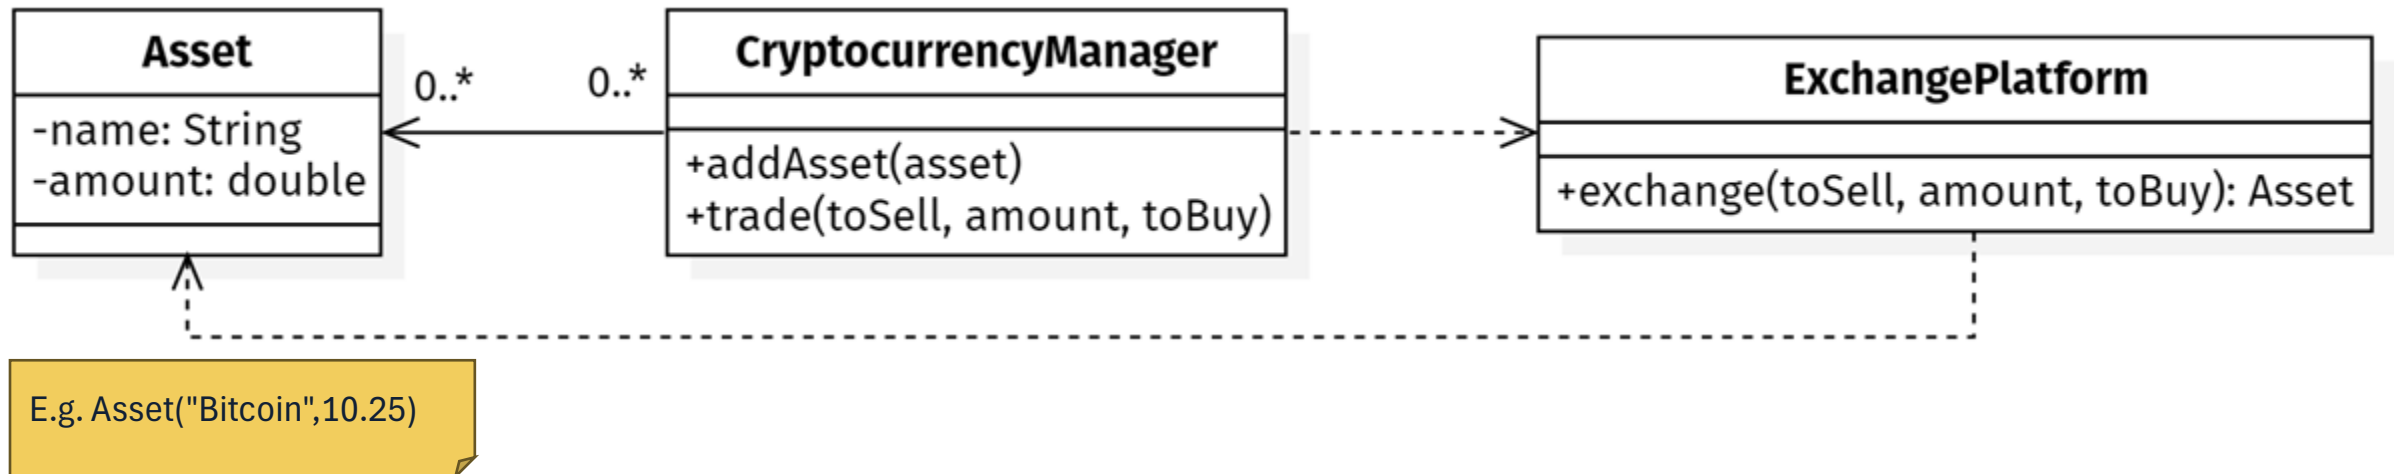 Asset
-name: String
-amount: double
0..*
0..*
CryptocurrencyManager
+addAsset(asset)
+trade(toSell, amount, toBuy)
ExchangePlatform
+exchange(toSell, amount, toBuy): Asset
E.g. Asset("Bitcoin",10.25)